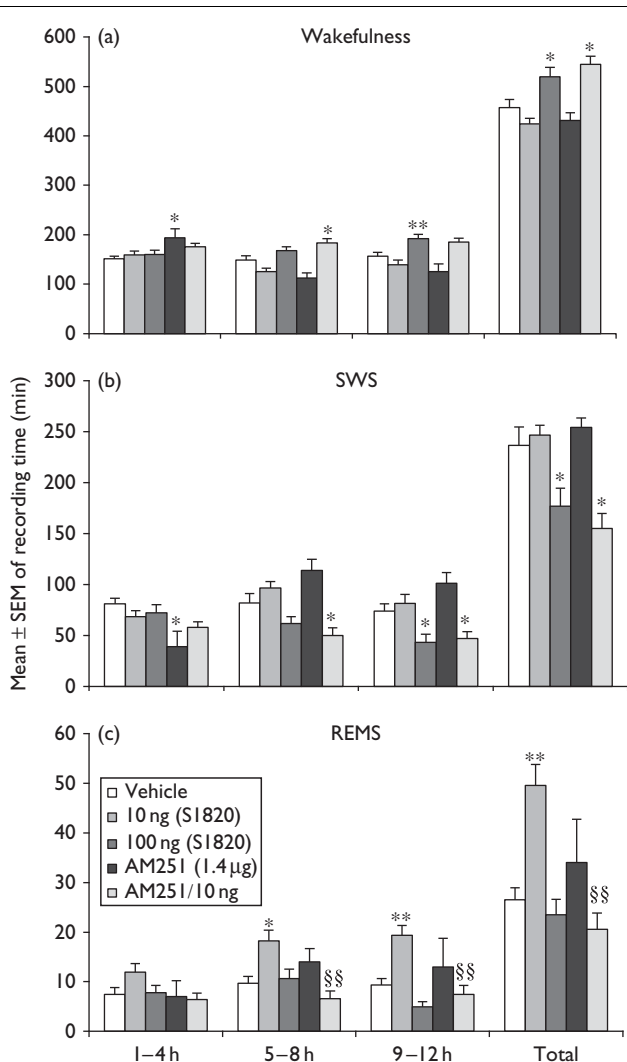 (a) Wakefulness
600
500
400
300
200
100
0
* * ** * *
(b) SWS
300
250
200
150
100
50
0
* * * * * *
(c) REMS
60
50
40
30
20
10
0
* §§ ** §§ ** §§
Vehicle
10 ng (S1820)
100 ng (S1820)
AM251 (1.4 μg)
AM251/10 ng
1–4 h 5–8 h 9–12 h Total
Mean ± SEM of recording time (min)